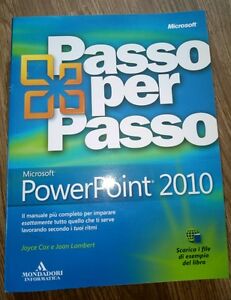 Microsoft
Passo
per
Passo
Microsoft
PowerPoint® 2010
Il manuale più completo per imparare
esattamente tutto quello che ti serve
lavorando secondo i tuoi ritmi
Joyce Cox e Joan Lambert
Scarica i file
di esempio
del libro
MONDADORI
INFORMATICA